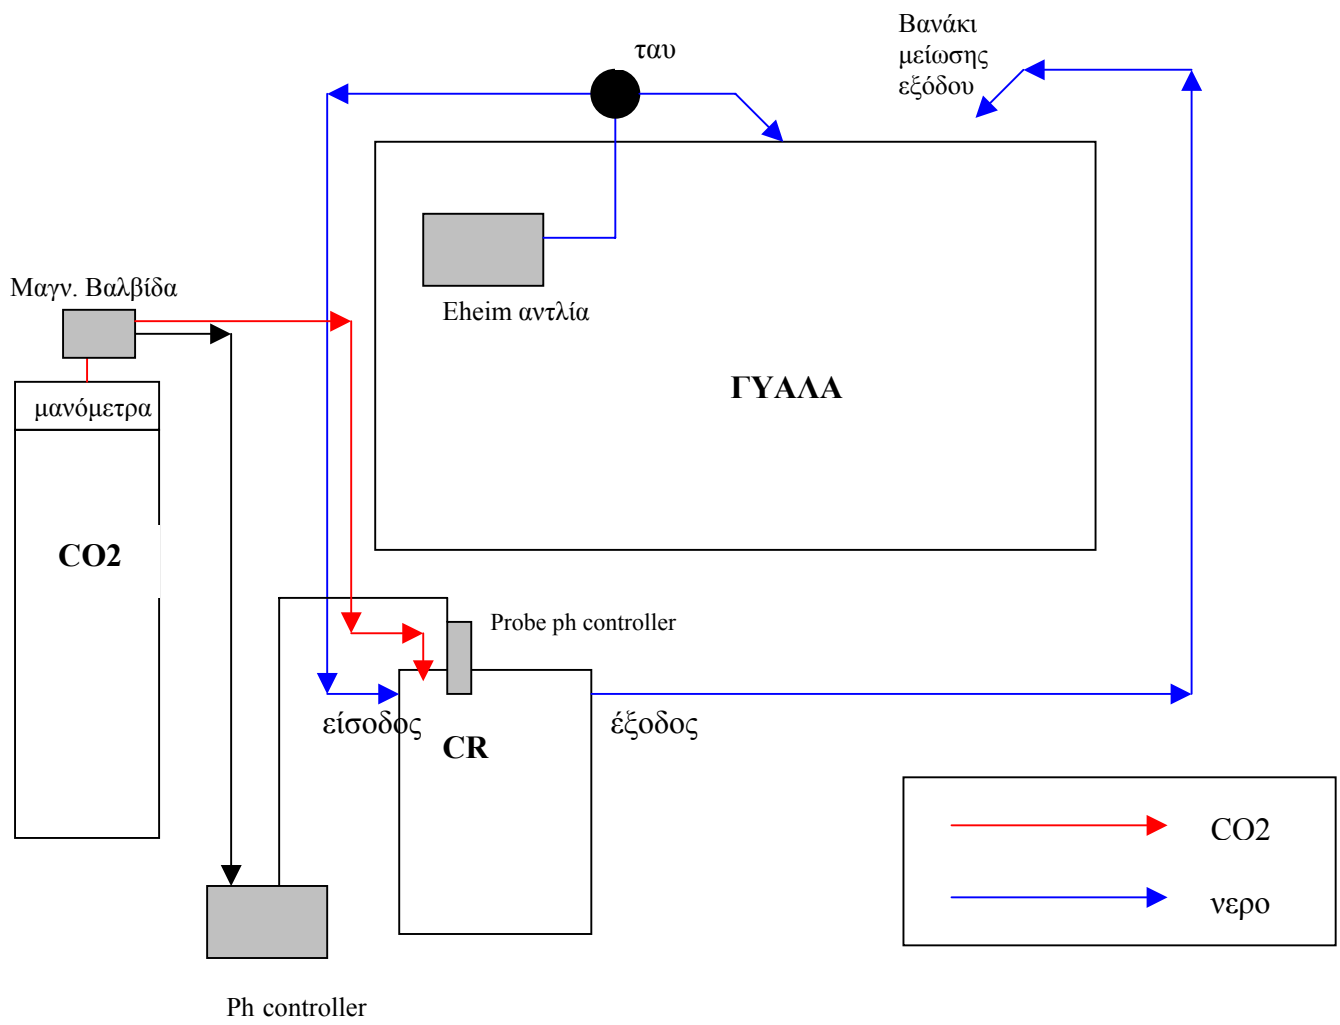 ταυ
Βανάκι
μείωσης
εξόδου
Μαγν. Βαλβίδα
Eheim αντλία
ΓΥΑΛΑ
μανόμετρα
CO2
Probe ph controller
είσοδος
έξοδος
CR
CO2
νερο
Ph controller